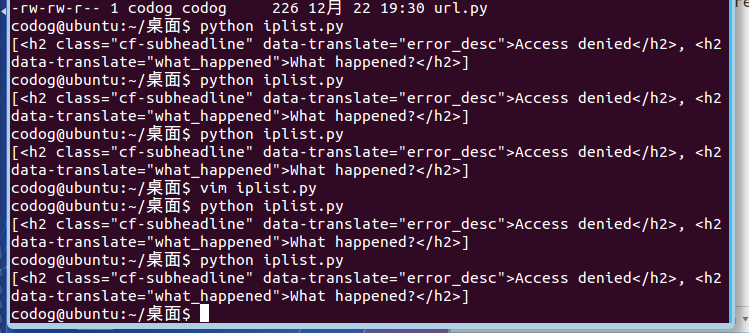 -rw-rw-r-- 1 codog codog     226 12月 22 19:30 url.py
codog@ubuntu:~/桌面$ python iplist.py
[<h2 class="cf-subheadline" data-translate="error_desc">Access denied</h2>, <h2
data-translate="what_happened">What happened?</h2>]
codog@ubuntu:~/桌面$ python iplist.py
[<h2 class="cf-subheadline" data-translate="error_desc">Access denied</h2>, <h2
data-translate="what_happened">What happened?</h2>]
codog@ubuntu:~/桌面$ python iplist.py
[<h2 class="cf-subheadline" data-translate="error_desc">Access denied</h2>, <h2
data-translate="what_happened">What happened?</h2>]
codog@ubuntu:~/桌面$ vim iplist.py
codog@ubuntu:~/桌面$ python iplist.py
[<h2 class="cf-subheadline" data-translate="error_desc">Access denied</h2>, <h2
data-translate="what_happened">What happened?</h2>]
codog@ubuntu:~/桌面$ python iplist.py
[<h2 class="cf-subheadline" data-translate="error_desc">Access denied</h2>, <h2
data-translate="what_happened">What happened?</h2>]
codog@ubuntu:~/桌面$